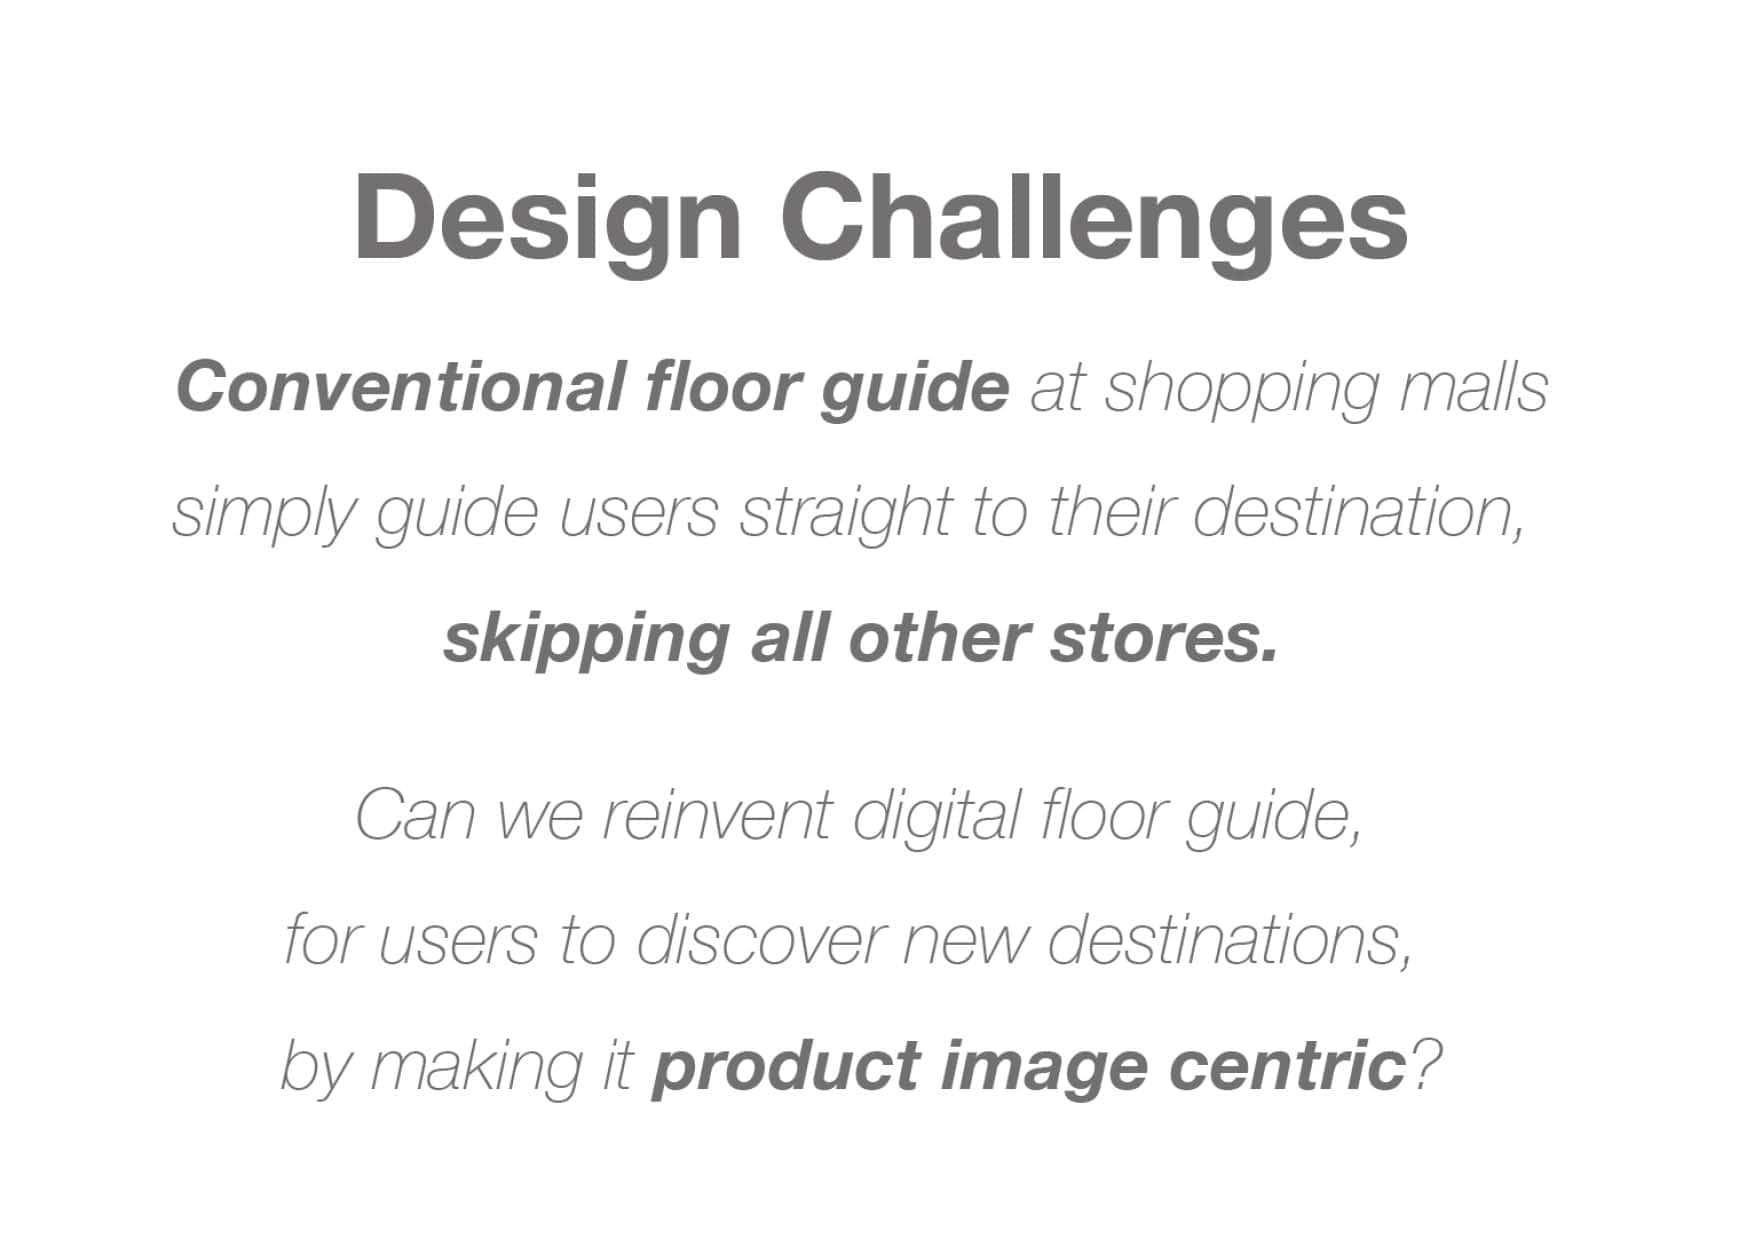 Design Challenges
Conventional floor guide at shopping malls
simply guide users straight to their destination,
skipping all other stores.
Can we reinvent digital floor guide,
for users to discover new destinations,
by making it product image centric?